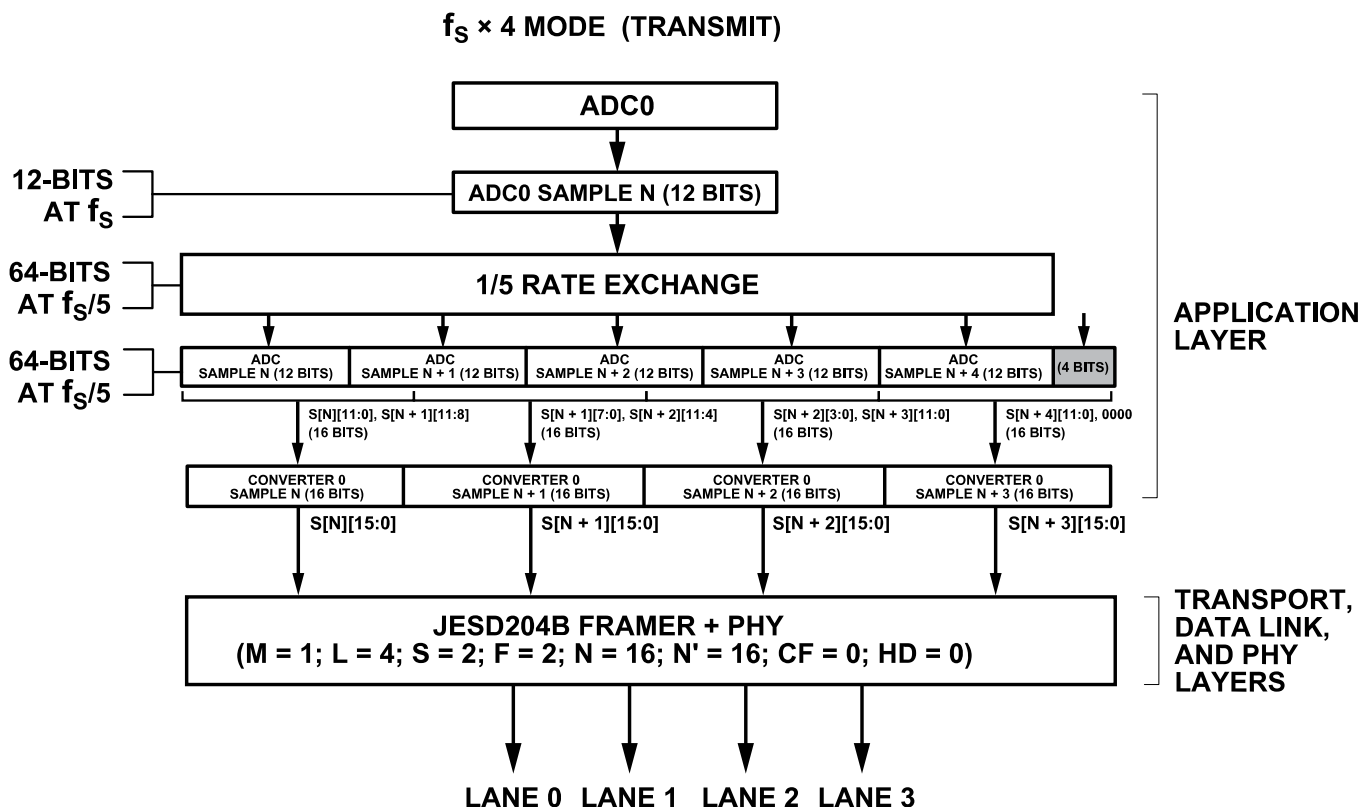 fS × 4 MODE (TRANSMIT)
ADC0
12-BITS
AT fS
ADC0 SAMPLE N (12 BITS)
64-BITS
AT fS/5
1/5 RATE EXCHANGE
APPLICATION
LAYER
64-BITS
AT fS/5
ADC
SAMPLE N (12 BITS)
ADC
SAMPLE N + 1 (12 BITS)
ADC
SAMPLE N + 2 (12 BITS)
ADC
SAMPLE N + 3 (12 BITS)
ADC
SAMPLE N + 4 (12 BITS)
(4 BITS)
S[N][11:0], S[N + 1][11:8]
(16 BITS)
S[N + 1][7:0], S[N + 2][11:4]
(16 BITS)
S[N + 2][3:0], S[N + 3][11:0]
(16 BITS)
S[N + 4][11:0], 0000
(16 BITS)
CONVERTER 0
SAMPLE N (16 BITS)
CONVERTER 0
SAMPLE N + 1 (16 BITS)
CONVERTER 0
SAMPLE N + 2 (16 BITS)
CONVERTER 0
SAMPLE N + 3 (16 BITS)
S[N][15:0]
S[N + 1][15:0]
S[N + 2][15:0]
S[N + 3][15:0]
JESD204B FRAMER + PHY
(M = 1; L = 4; S = 2; F = 2; N = 16; N' = 16; CF = 0; HD = 0)
TRANSPORT,
DATA LINK,
AND PHY
LAYERS
LANE 0
LANE 1
LANE 2
LANE 3